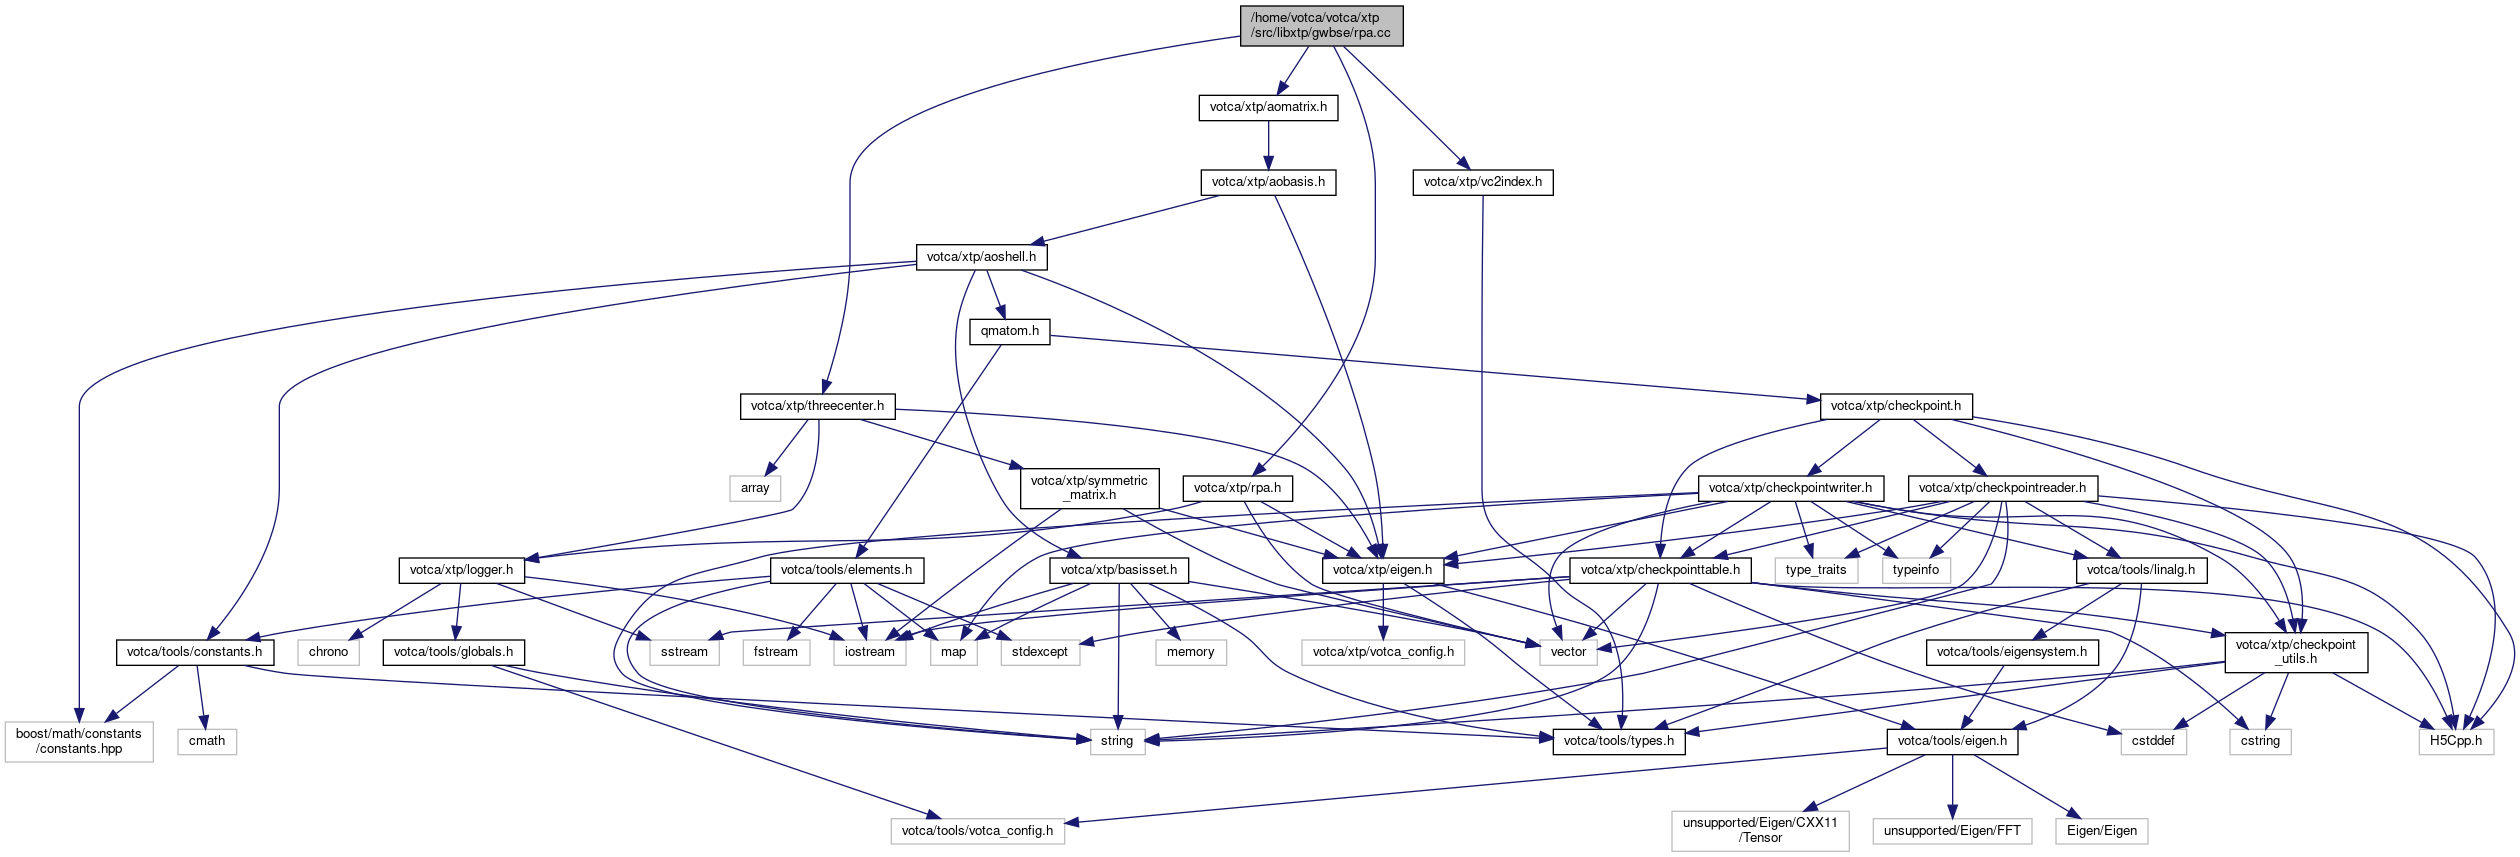 /home/votca/votca/xtp
/src/libxtp/gwbse/rpa.cc
votca/xtp/aomatrix.h
votca/xtp/aobasis.h
votca/xtp/vc2index.h
votca/xtp/aoshell.h
qmatom.h
votca/xtp/threecenter.h
votca/xtp/checkpoint.h
array
votca/xtp/symmetric
_matrix.h
votca/xtp/rpa.h
votca/xtp/checkpointwriter.h
votca/xtp/checkpointreader.h
votca/xtp/logger.h
votca/tools/elements.h
votca/xtp/basisset.h
votca/xtp/eigen.h
votca/xtp/checkpointtable.h
type_traits
typeinfo
votca/tools/linalg.h
votca/tools/constants.h
chrono
votca/tools/globals.h
sstream
fstream
iostream
map
stdexcept
memory
votca/xtp/votca_config.h
vector
votca/tools/eigensystem.h
votca/xtp/checkpoint
_utils.h
boost/math/constants
/constants.hpp
cmath
string
votca/tools/types.h
votca/tools/eigen.h
cstddef
cstring
H5Cpp.h
votca/tools/votca_config.h
unsupported/Eigen/CXX11
/Tensor
unsupported/Eigen/FFT
Eigen/Eigen